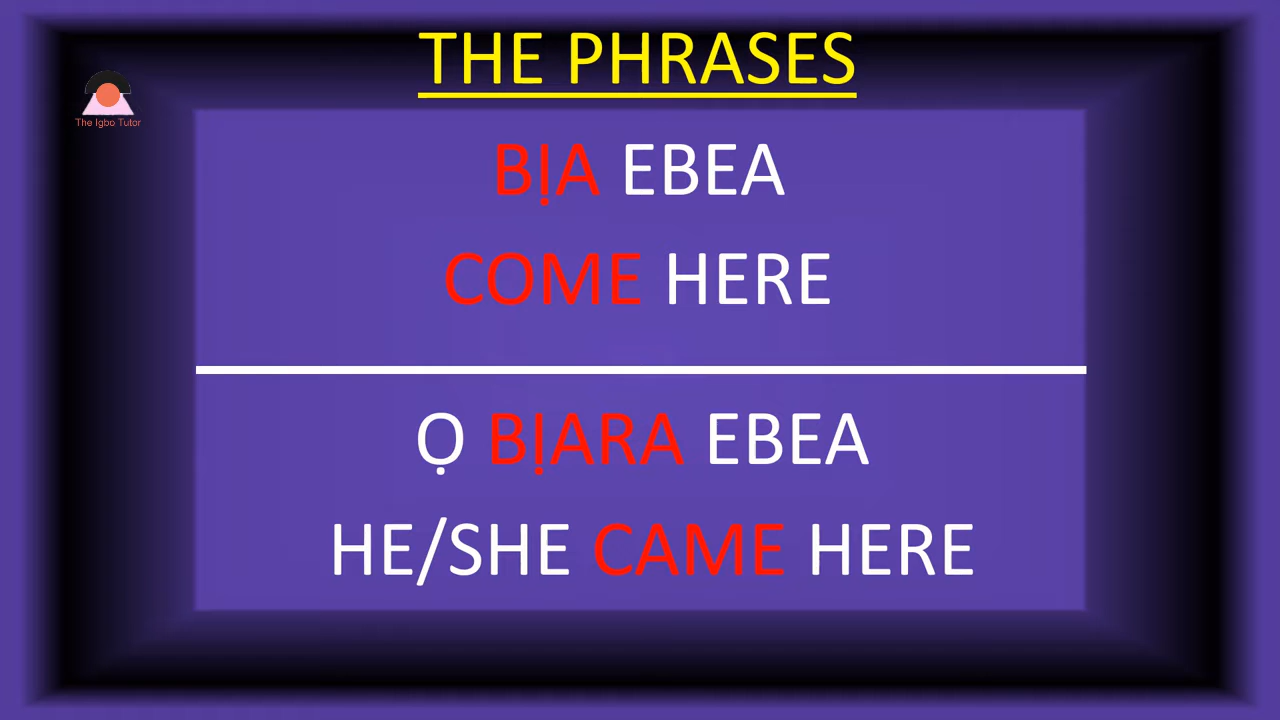 THE PHRASES
The Igbo Tutor
BỊA EBEA
COME HERE
Ọ BỊARA EBEA
HE/SHE CAME HERE